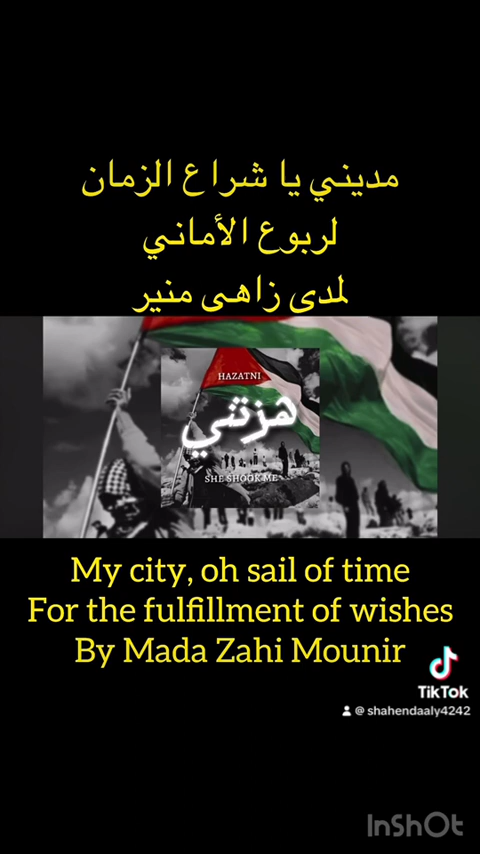 مديني يا شراع الزمان
لربوع الأماني
لمدى زاهى منير
HAZATNI
هزتني
SHE SHOOK ME
My city, oh sail of time
For the fulfillment of wishes
By Mada Zahi Mounir
TikTok
@ shahendaaly4242
InShOt